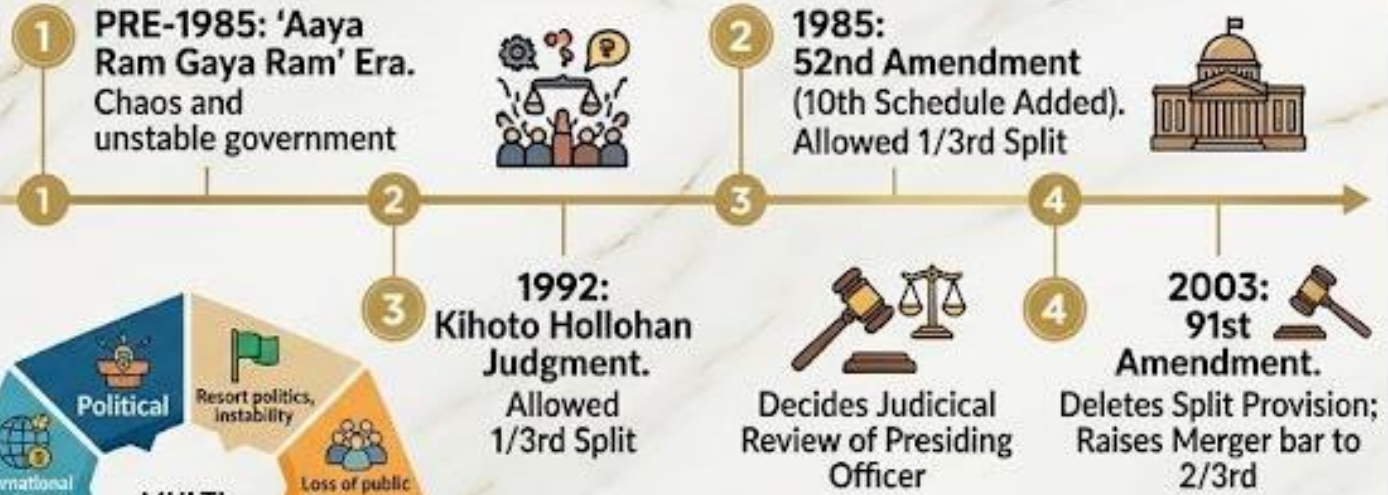 1
PRE-1985: ‘Aaya
Ram Gaya Ram’ Era.
Chaos and
unstable government
2
1985:
52nd Amendment
(10th Schedule Added).
Allowed 1/3rd Split
1
2
3
4
3
1992:
Kihoto Hollohan
Judgment.
Allowed
1/3rd Split
Decides Judicical
Review of Presiding
Officer
4
2003:
91st
Amendment.
Deletes Split Provision;
Raises Merger bar to
2/3rd
Political
Resort politics,
instability
Loss of public